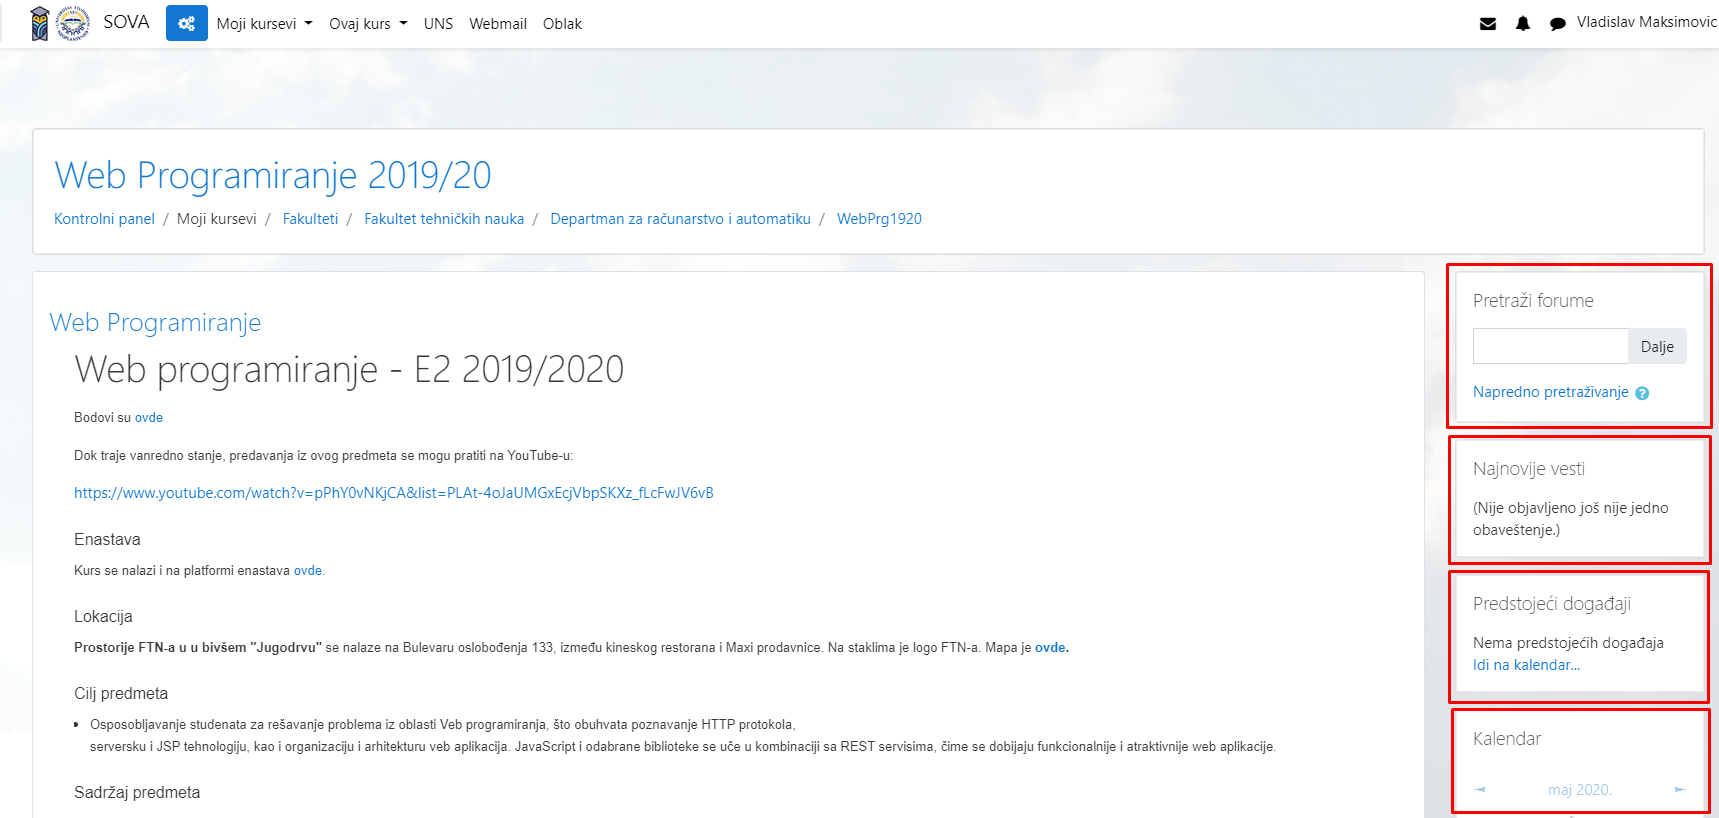 SOVA Moji kursevi Ovaj kurs UNS Webmail Oblak Vladislav Maksimovic
Web Programiranje 2019/20
Kontrolni panel / Moji kursevi / Fakulteti / Fakultet tehničkih nauka / Departman za računarstvo i automatiku / WebPrg1920
Web Programiranje
Web programiranje - E2 2019/2020
Bodovi su ovde
Dok traje vanredno stanje, predavanja iz ovog predmeta se mogu pratiti na YouTube-u:
https://www.youtube.com/watch?v=pPhY0vNKjCA&list=PLAt-4oJaUMGxEcjVbpSKXz_fLcFwJV6vB
Enastava
Kurs se nalazi i na platformi enastava ovde.
Lokacija
Prostorije FTN-a u u bivšem "Jugodrvu" se nalaze na Bulevaru oslobođenja 133, između kineskog restorana i Maxi prodavnice. Na staklima je logo FTN-a. Mapa je ovde.
Cilj predmeta
• Osposobljavanje studenata za rešavanje problema iz oblasti Veb programiranja, što obuhvata poznavanje HTTP protokola,
serversku i JSP tehnologiju, kao i organizaciju i arhitekturu veb aplikacija. JavaScript i odabrane biblioteke se uče u kombinaciji sa REST servisima, čime se dobijaju funkcionalnije i atraktivnije web aplikacije.
Sadržaj predmeta
Pretraži forume
Dalje
Napredno pretraživanje
Najnovije vesti
(Nije objavljeno još nije jedno
obaveštenje.)
Predstojeći događaji
Nema predstojećih događaja
Idi na kalendar...
Kalendar
◄ maj 2020. ►